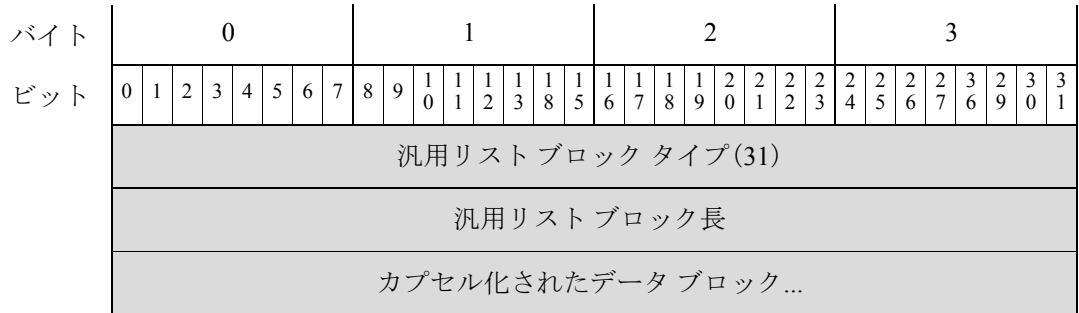 バイト 0 1 2 3
ビット 0 1 2 3 4 5 6 7 8 9 10 11 12 13 18 15 16 17 18 19 20 21 22 23 24 25 26 27 36 29 30 31
汎用リスト ブロック タイプ(31)
汎用リスト ブロック長
カプセル化されたデータ ブロック...